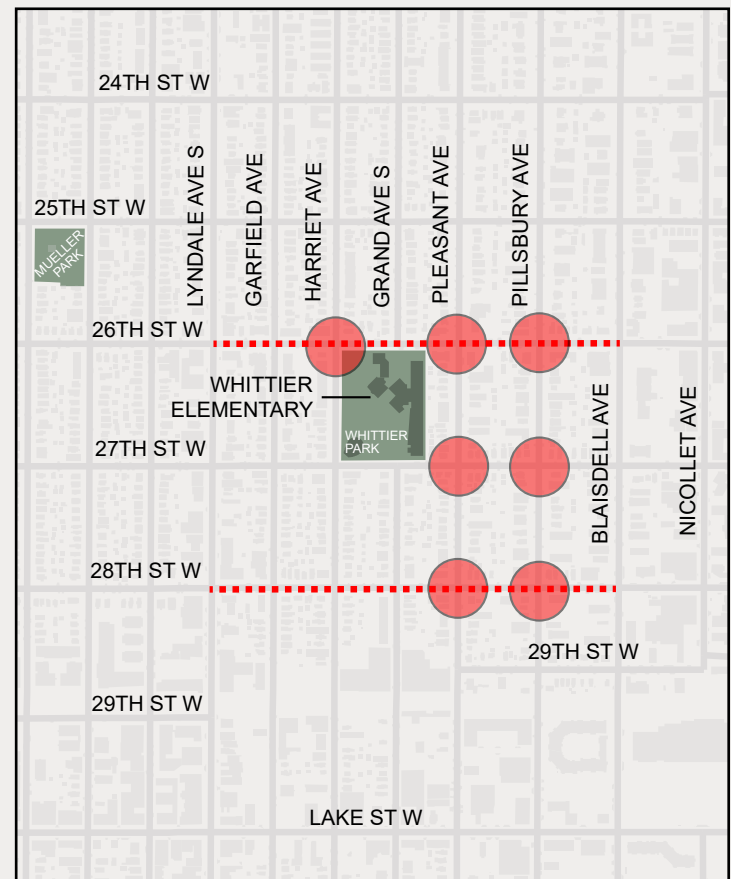 24TH ST W
25TH ST W
MUELLER
PARK
LYNDALE AVE S
GARFIELD AVE
HARRIET AVE
GRAND AVE S
PLEASANT AVE
PILLSBURY AVE
26TH ST W
WHITTIER
ELEMENTARY
WHITTIER
PARK
27TH ST W
BLAISDELL AVE
NICOLLET AVE
28TH ST W
29TH ST W
29TH ST W
LAKE ST W